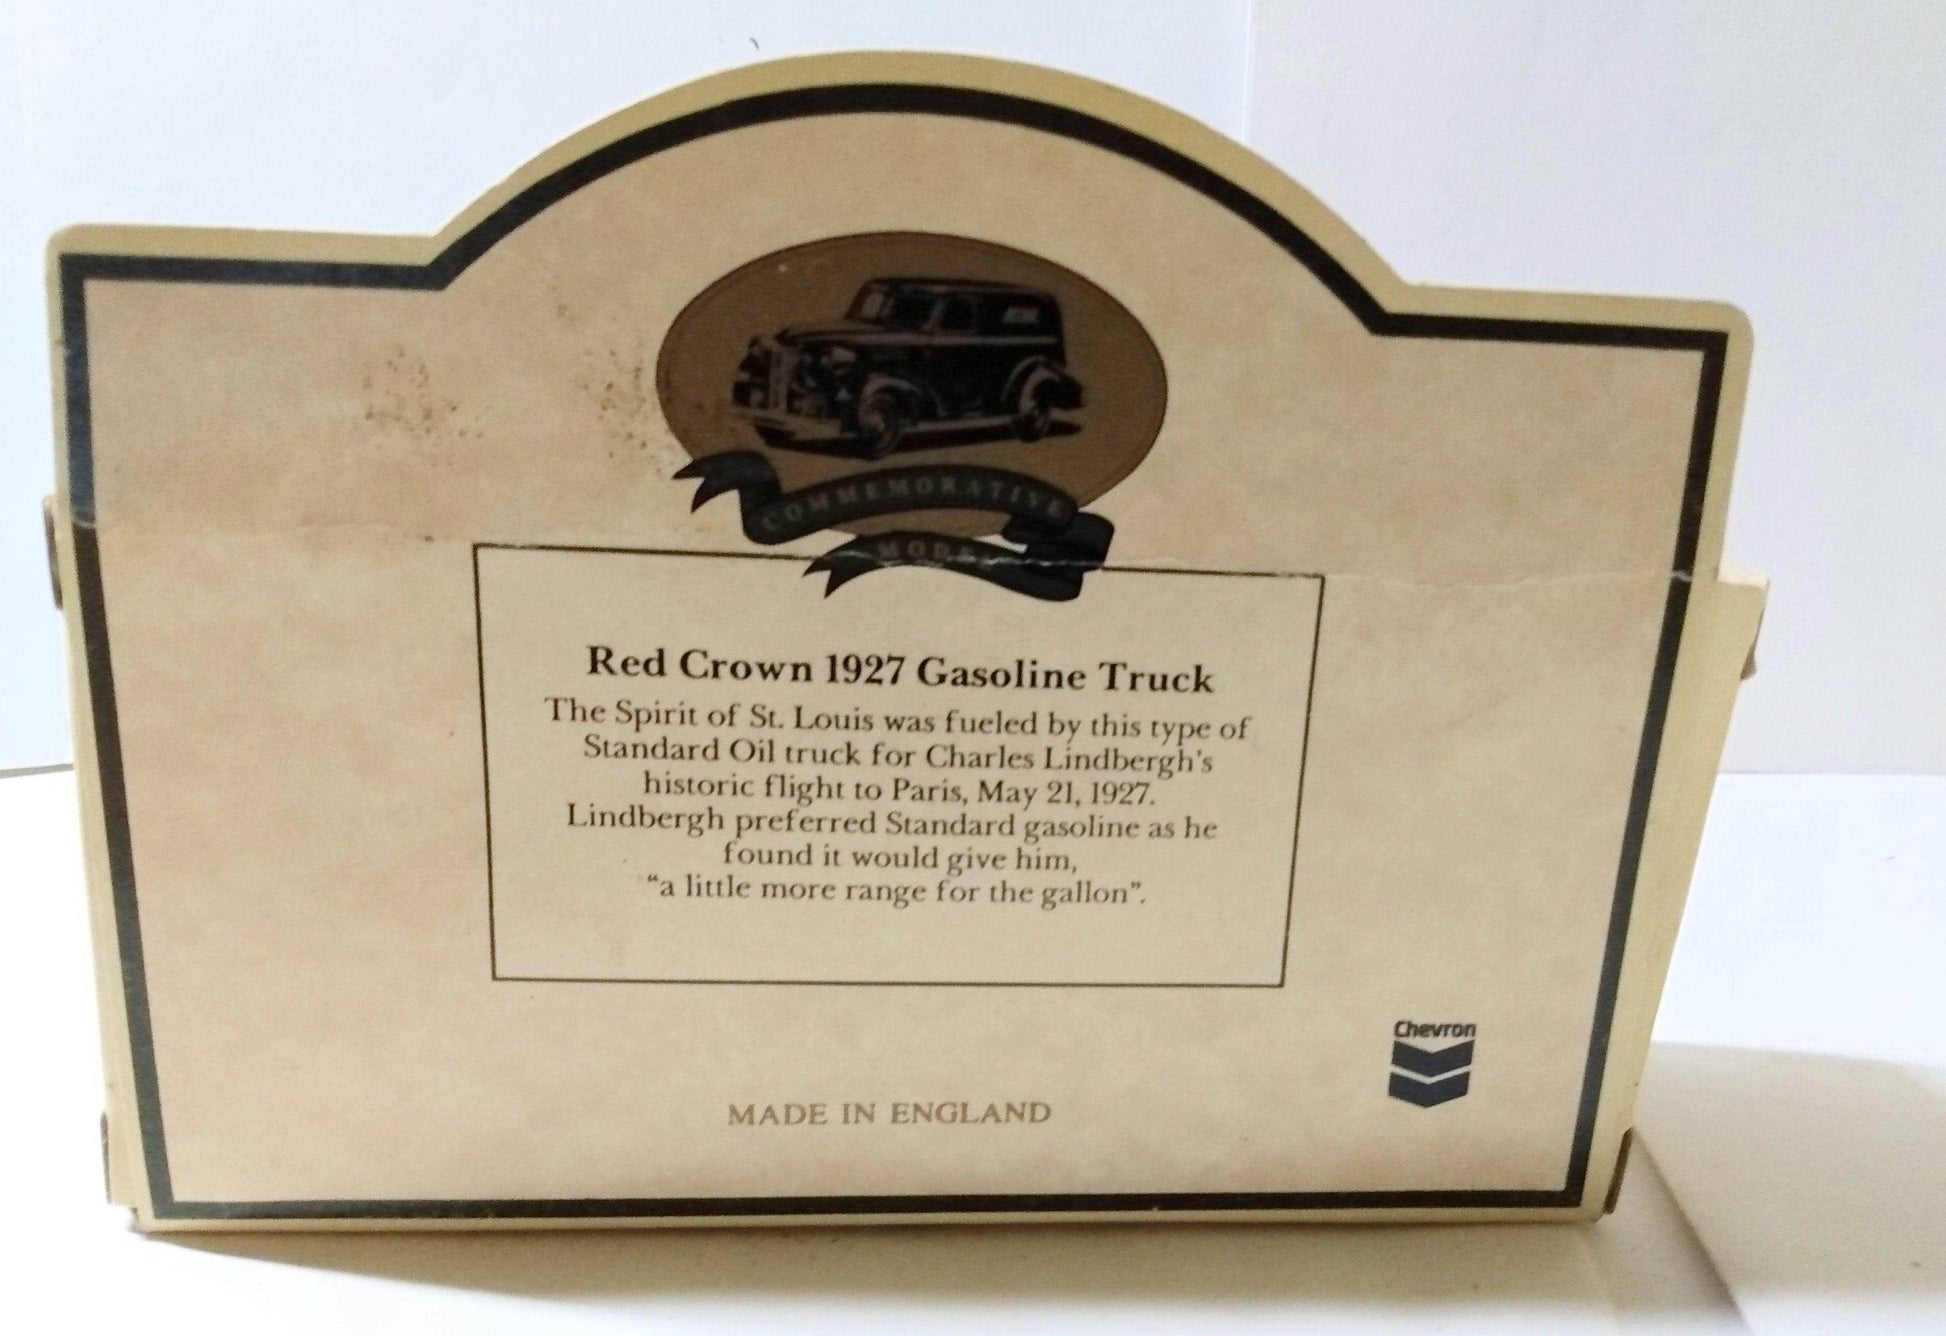 COMMEMORATIVE
MODEL
Red Crown 1927 Gasoline Truck
The Spirit of St. Louis was fueled by this type of
Standard Oil truck for Charles Lindbergh's
historic flight to Paris, May 21, 1927.
Lindbergh preferred Standard gasoline as he
found it would give him,
“a little more range for the gallon”.
Chevron
MADE IN ENGLAND